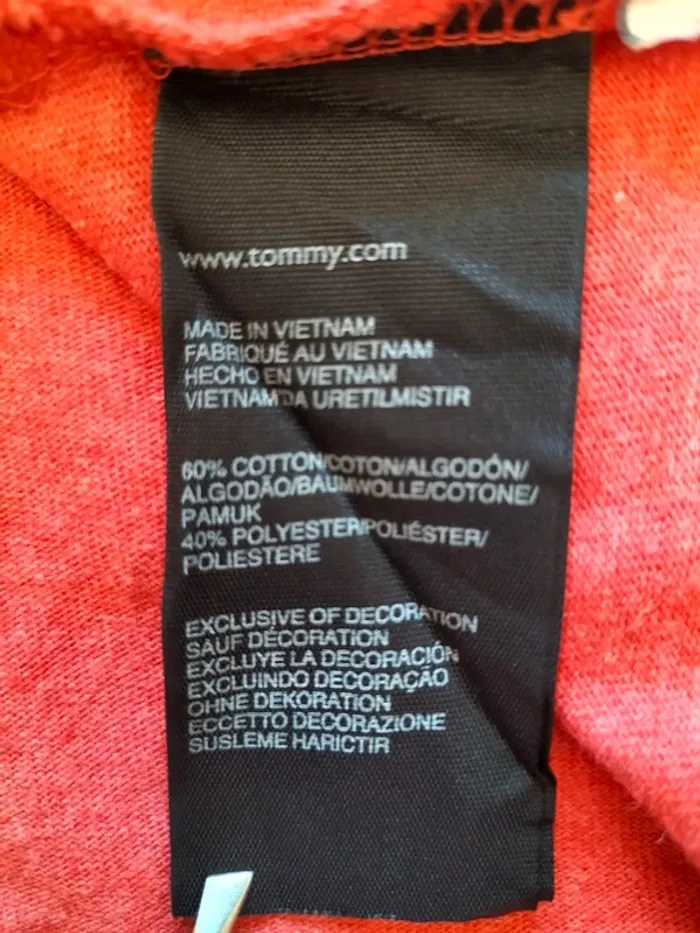 www.tommy.com
MADE IN VIETNAM
FABRIQUÉ AU VIETNAM
HECHO EN VIETNAM
VIETNAM'DA URETILMISTIR
60% COTTON/COTON/ALGODÓN/
ALGODÃO/BAUMWOLLE/COTONE/
PAMUK
40% POLYESTER/POLIÉSTER/
POLIESTERE
EXCLUSIVE OF DECORATION
SAUF DÉCORATION
EXCLUYE LA DECORACIÓN
EXCLUINDO DECORAÇÃO
OHNE DEKORATION
ECCETTO DECORAZIONE
SUSLEME HARICTIR